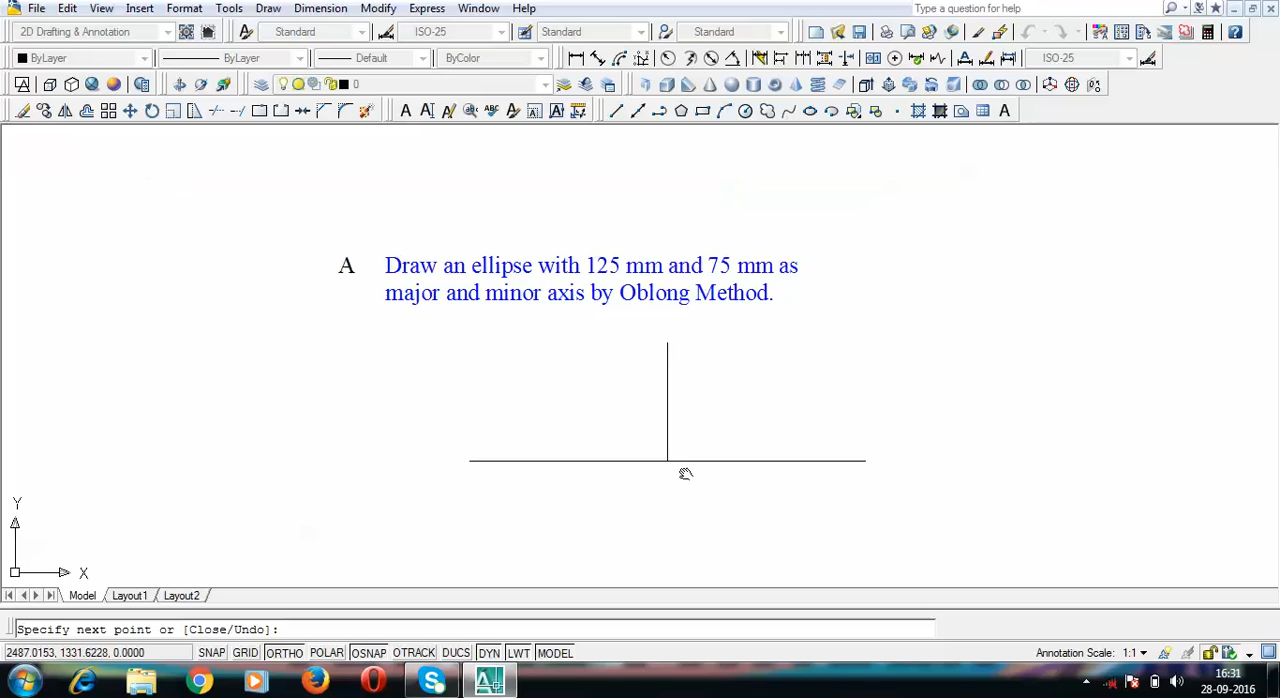 File Edit View Insert Format Tools Draw Dimension Modify Express Window Help Type a question for help
2D Drafting & Annotation Standard ISO-25 Standard Standard
ByLayer ByLayer Default ByColor ISO-25
0
A Draw an ellipse with 125 mm and 75 mm as
major and minor axis by Oblong Method.
Y
X
Model Layout1 Layout2
Specify next point or [Close/Undo]:
2487.0153, 1331.6228, 0.0000 SNAP GRID ORTHO POLAR OSNAP OTRACK DUCS DYN LWT MODEL Annotation Scale: 1:1
16:31
28-09-2016